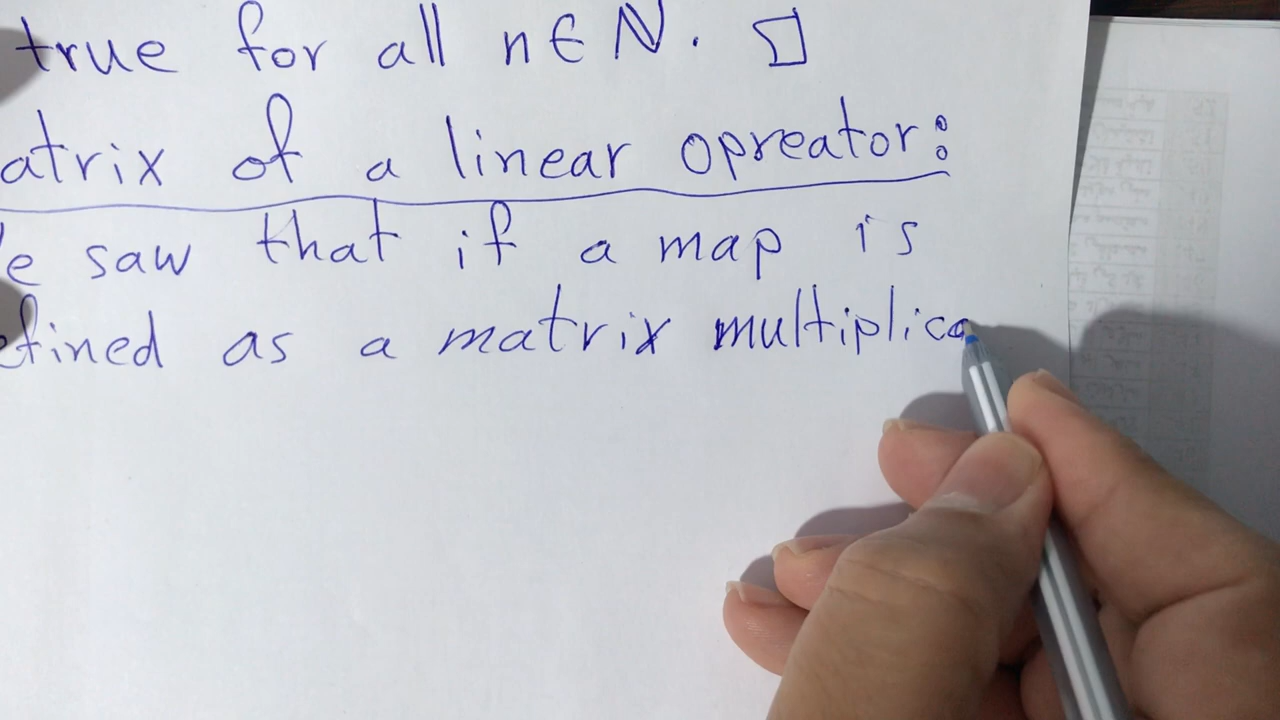 true for all n ∈ ℕ. □
atrix of a linear opreator:
e saw that if a map is
efined as a matrix multiplica